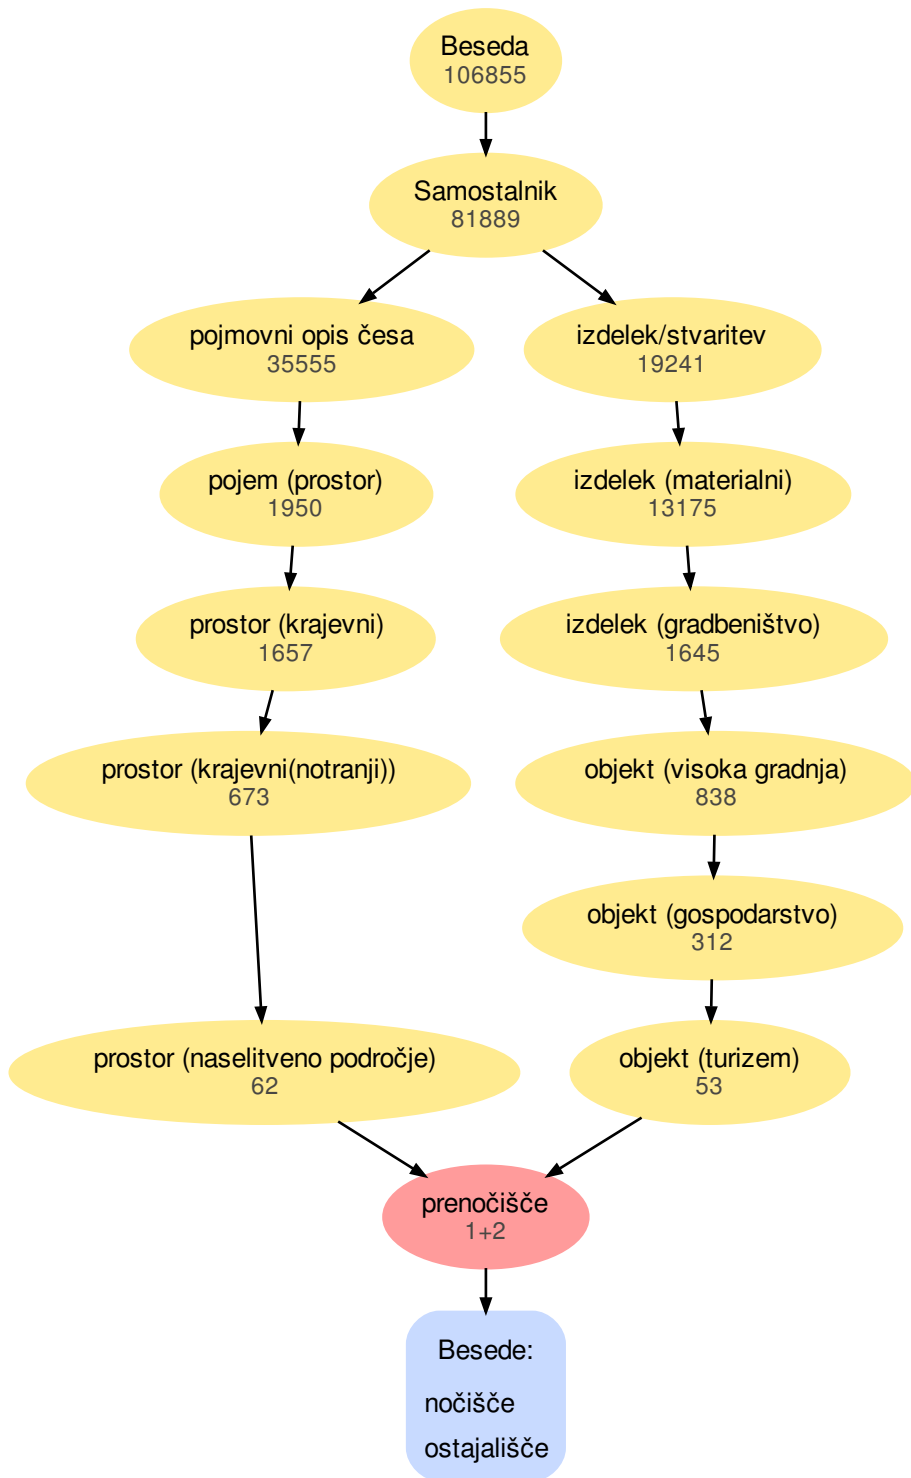 Beseda
106855
Samostalnik
81889
pojmovni opis česa
35555
izdelek/stvaritev
19241
pojem (prostor)
1950
izdelek (materialni)
13175
prostor (krajevni)
1657
izdelek (gradbeništvo)
1645
prostor (krajevni(notranji))
673
objekt (visoka gradnja)
838
objekt (gospodarstvo)
312
prostor (naselitveno področje)
62
objekt (turizem)
53
prenočišče
1+2
Besede:
nočišče
ostajališče